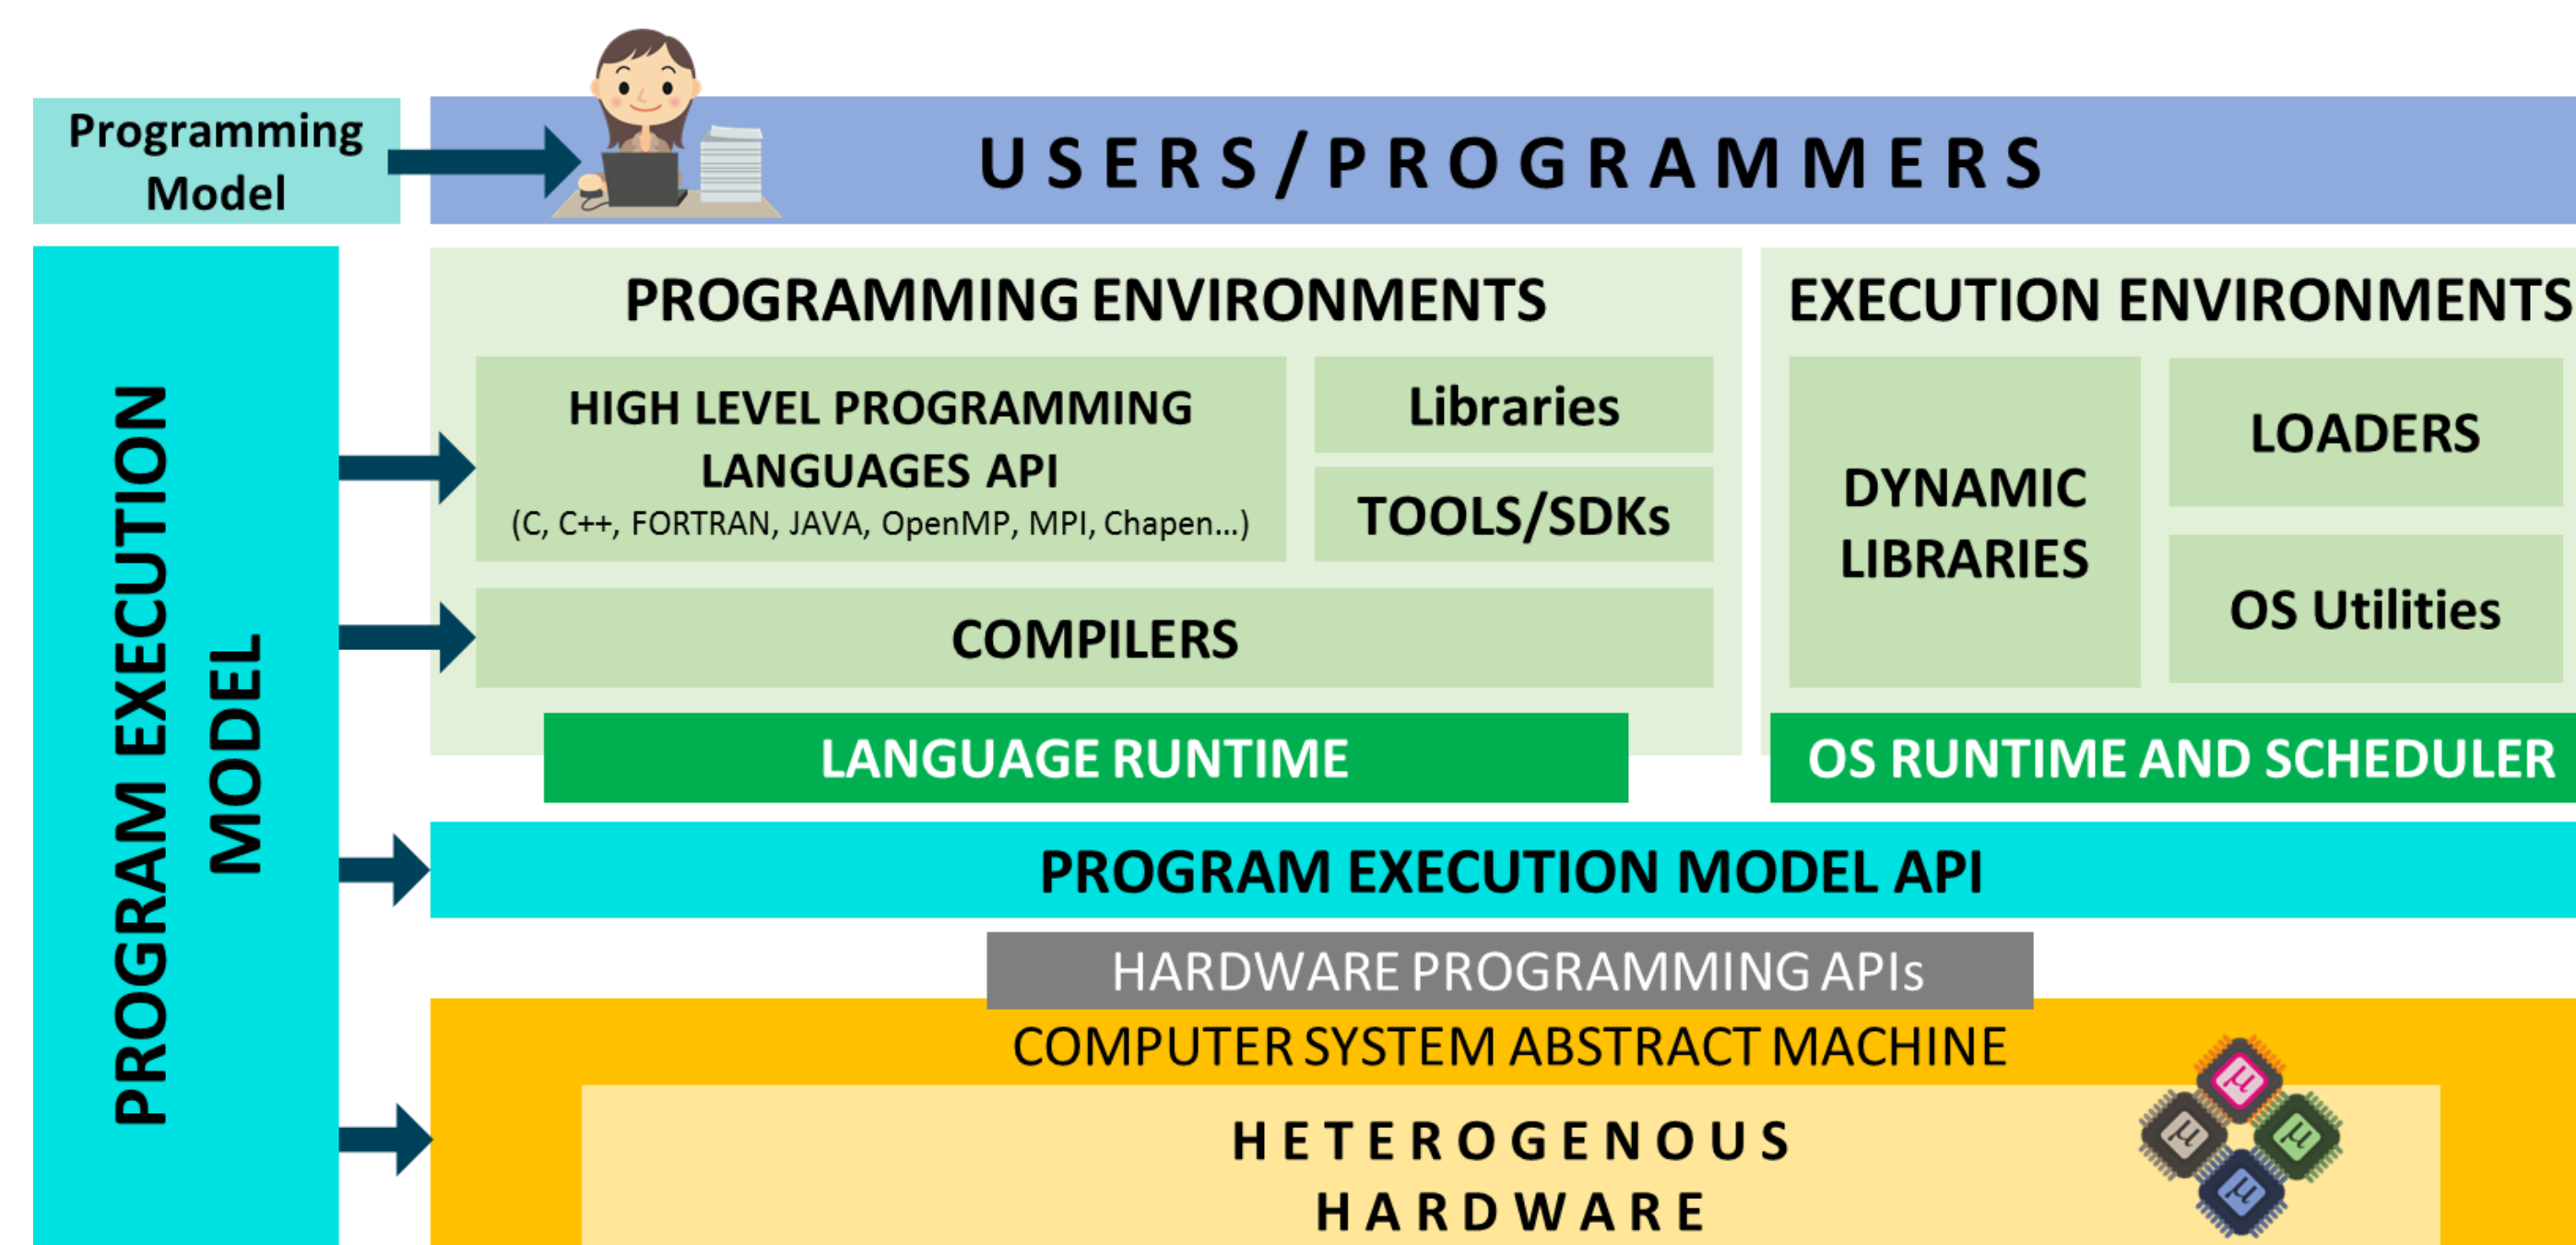 Programming
Model
USERS/PROGRAMMERS
PROGRAM EXECUTION
MODEL
PROGRAMMING ENVIRONMENTS
HIGH LEVEL PROGRAMMING
LANGUAGES API
(C, C++, FORTRAN, JAVA, OpenMP, MPI, Chapen...)
Libraries
TOOLS/SDKs
COMPILERS
LANGUAGE RUNTIME
EXECUTION ENVIRONMENTS
DYNAMIC
LIBRARIES
LOADERS
OS Utilities
OS RUNTIME AND SCHEDULER
PROGRAM EXECUTION MODEL API
HARDWARE PROGRAMMING APIs
COMPUTER SYSTEM ABSTRACT MACHINE
HETEROGENOUS
HARDWARE
μ
μ
μ
μ